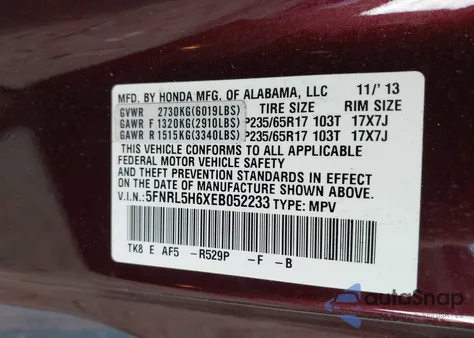 MFD. BY HONDA MFG. OF ALABAMA, LLC 11/'13
TIRE SIZE RIM SIZE
GVWR 2730KG(6019LBS)
GAWR F 1320KG(2910LBS) P235/65R17 103T 17X7J
GAWR R 1515KG(3340LBS) P235/65R17 103T 17X7J
THIS VEHICLE CONFORMS TO ALL APPLICABLE
FEDERAL MOTOR VEHICLE SAFETY
AND THEFT PREVENTION STANDARDS IN EFFECT ON
THE DATE OF MANUFACTURE SHOWN ABOVE.
V.I.N.: 5FNRL5H6XEB052233 TYPE: MPV
TK8 E AF5 -R529P -F -B
autoSnap